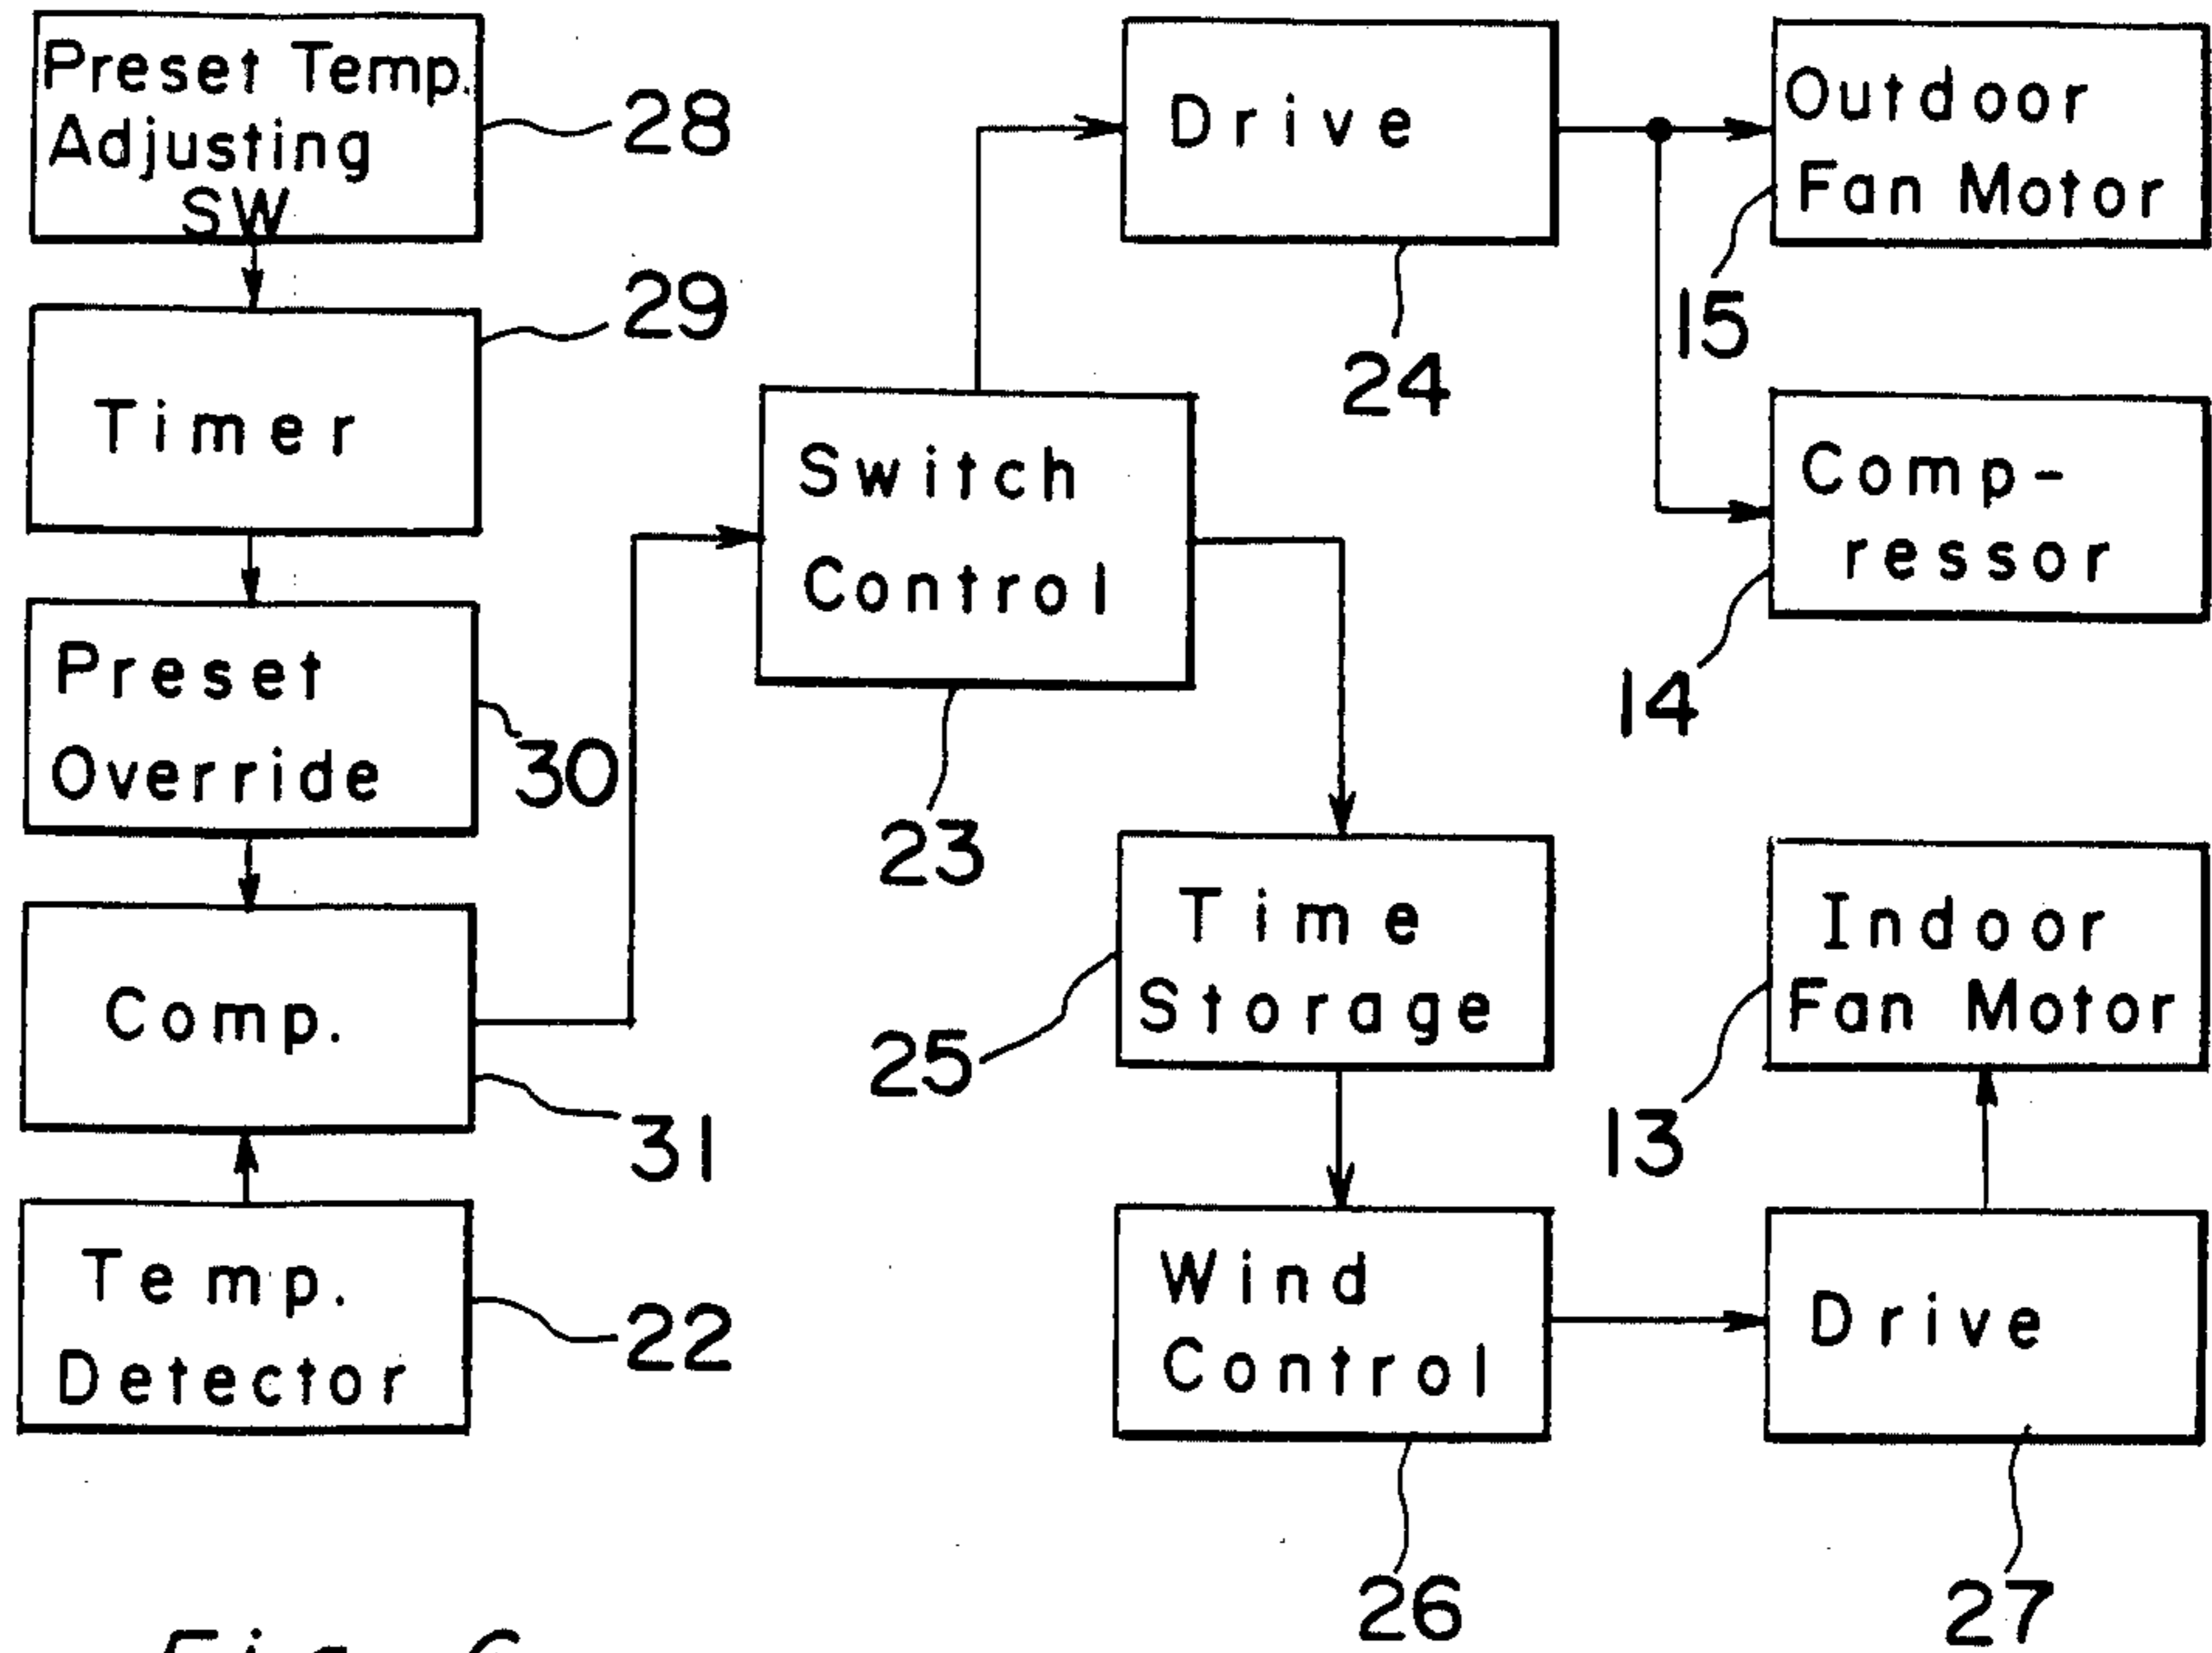 Preset Temp.
Adjusting
SW
28
29
Timer
Preset
Override
30
Comp.
31
Temp.
Detector
22
Switch
Control
23
Drive
24
Outdoor
Fan Motor
15
Comp-
ressor
14
Time
Storage
25
Indoor
Fan Motor
13
Wind
Control
26
Drive
27